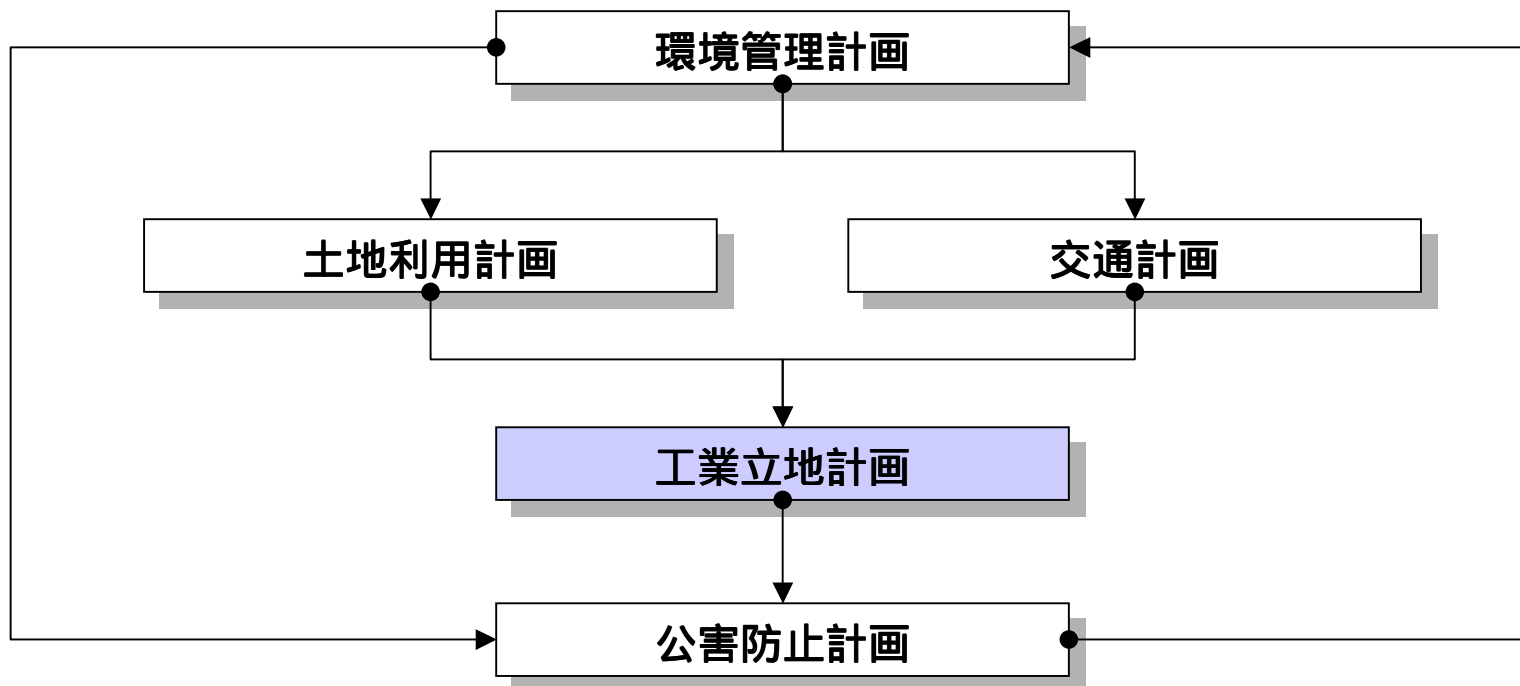 環境管理計画
土地利用計画
交通計画
工業立地計画
公害防止計画